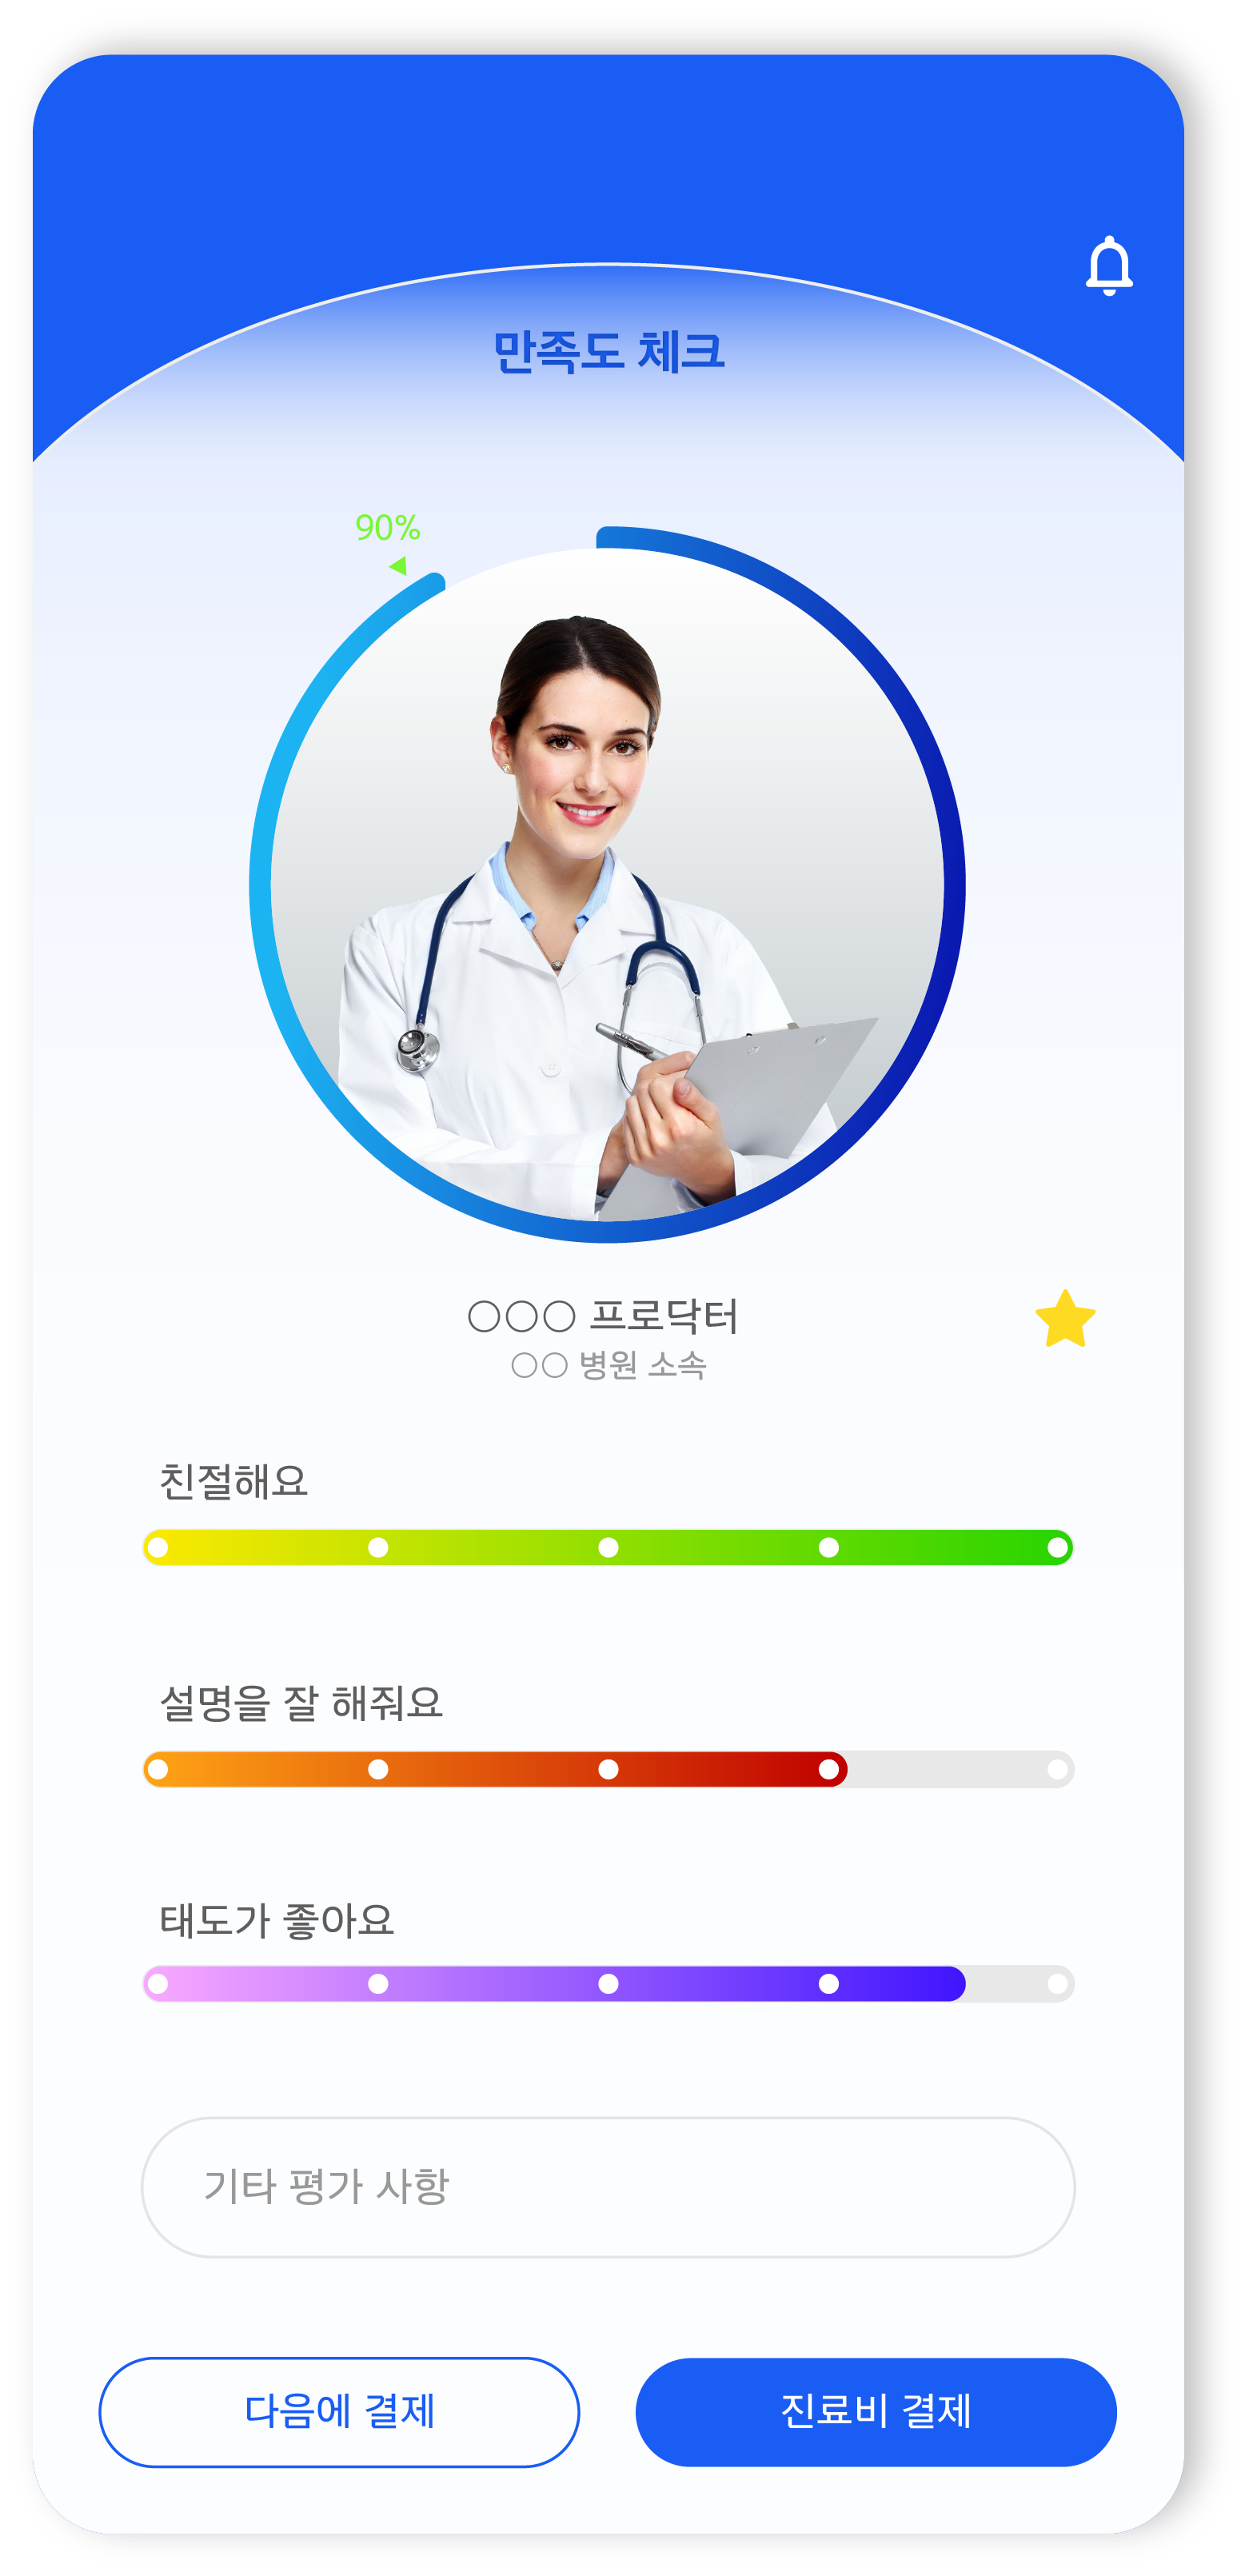 만족도 체크
90%
○○○ 프로닥터
○○ 병원 소속
친절해요
설명을 잘 해줘요
태도가 좋아요
기타 평가 사항
다음에 결제
진료비 결제